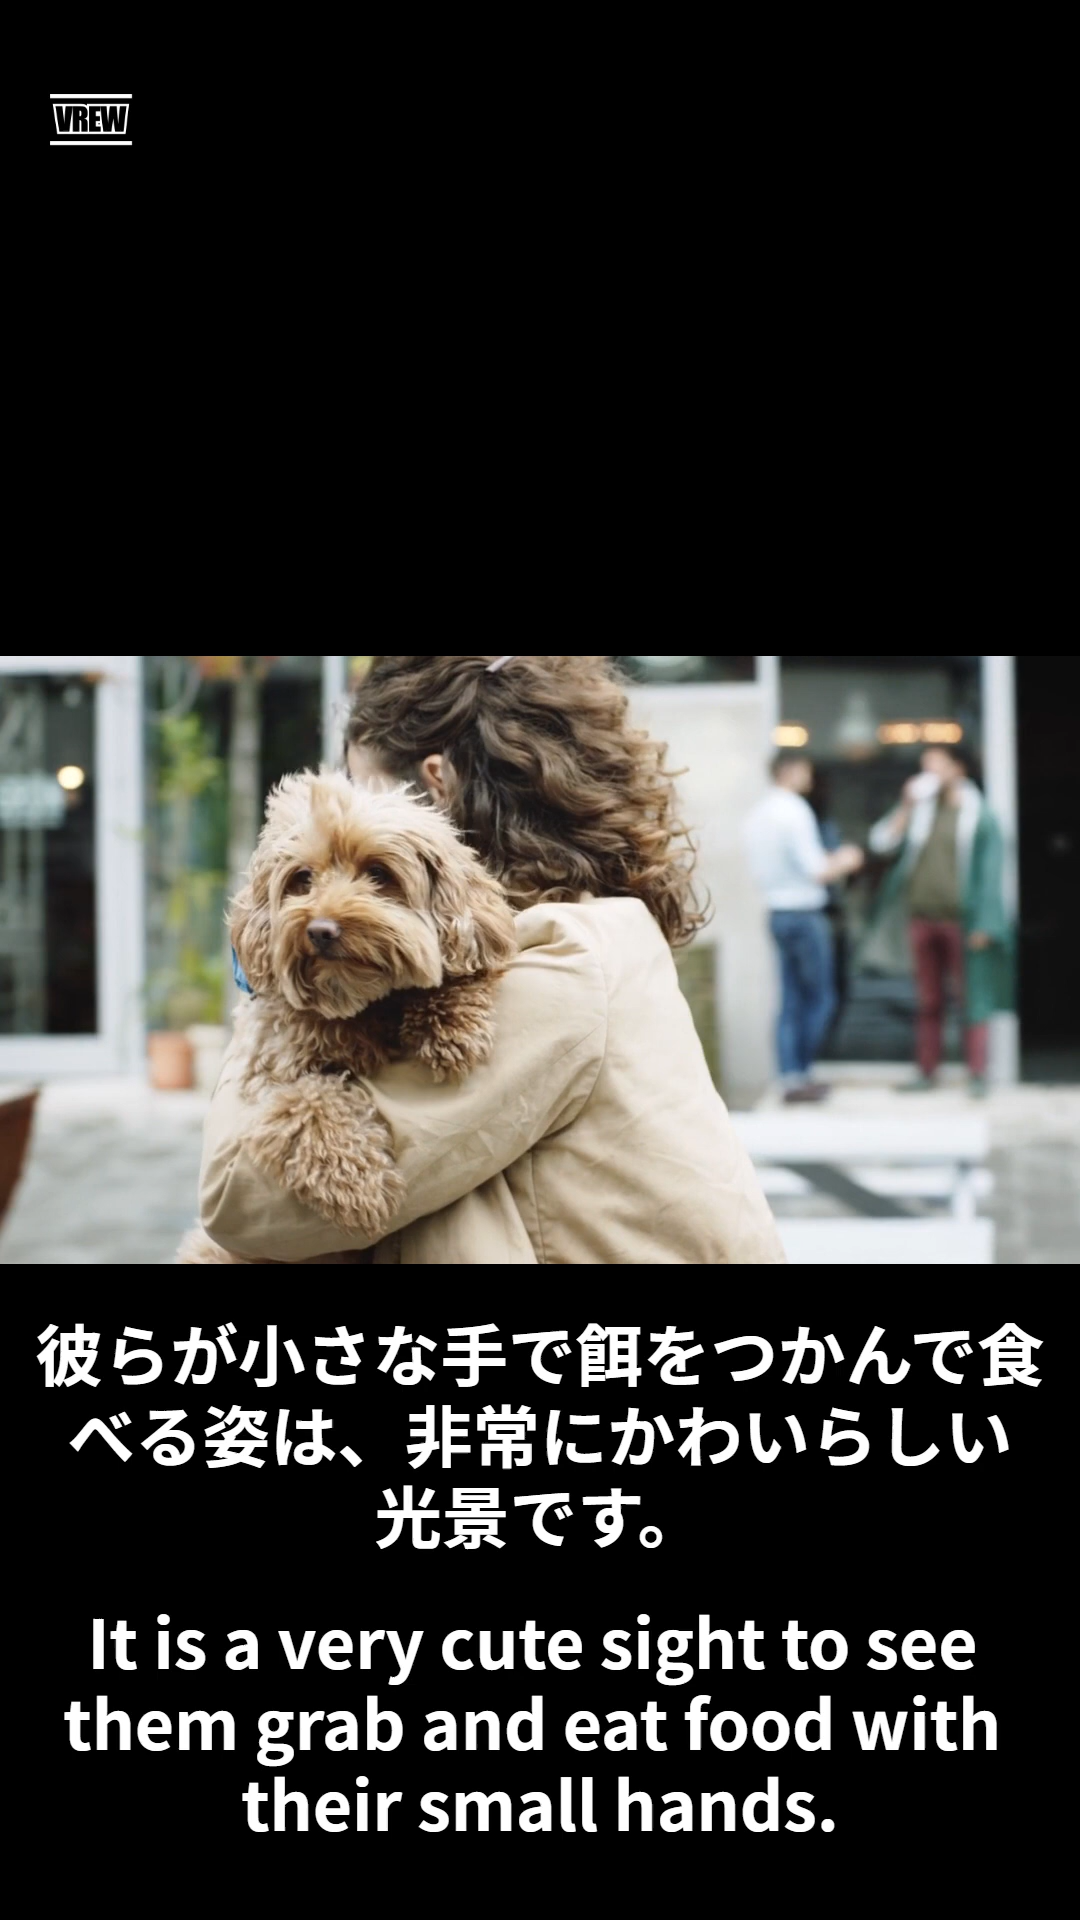 VREW
彼らが小さな手で餌をつかんで食
べる姿は、非常にかわいらしい
光景です。
It is a very cute sight to see
them grab and eat food with
their small hands.